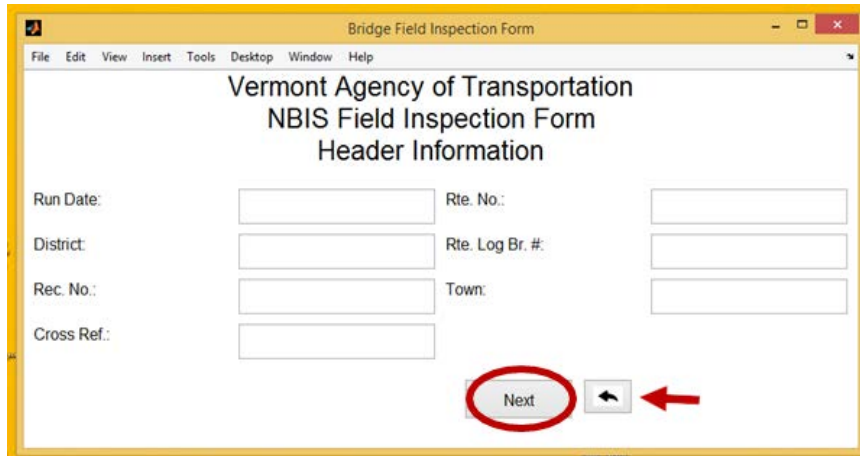 Bridge Field Inspection Form
File Edit View Insert Tools Desktop Window Help
Vermont Agency of Transportation
NBIS Field Inspection Form
Header Information
Run Date: Rte. No.:
District: Rte. Log Br. #:
Rec. No.: Town:
Cross Ref.:
Next